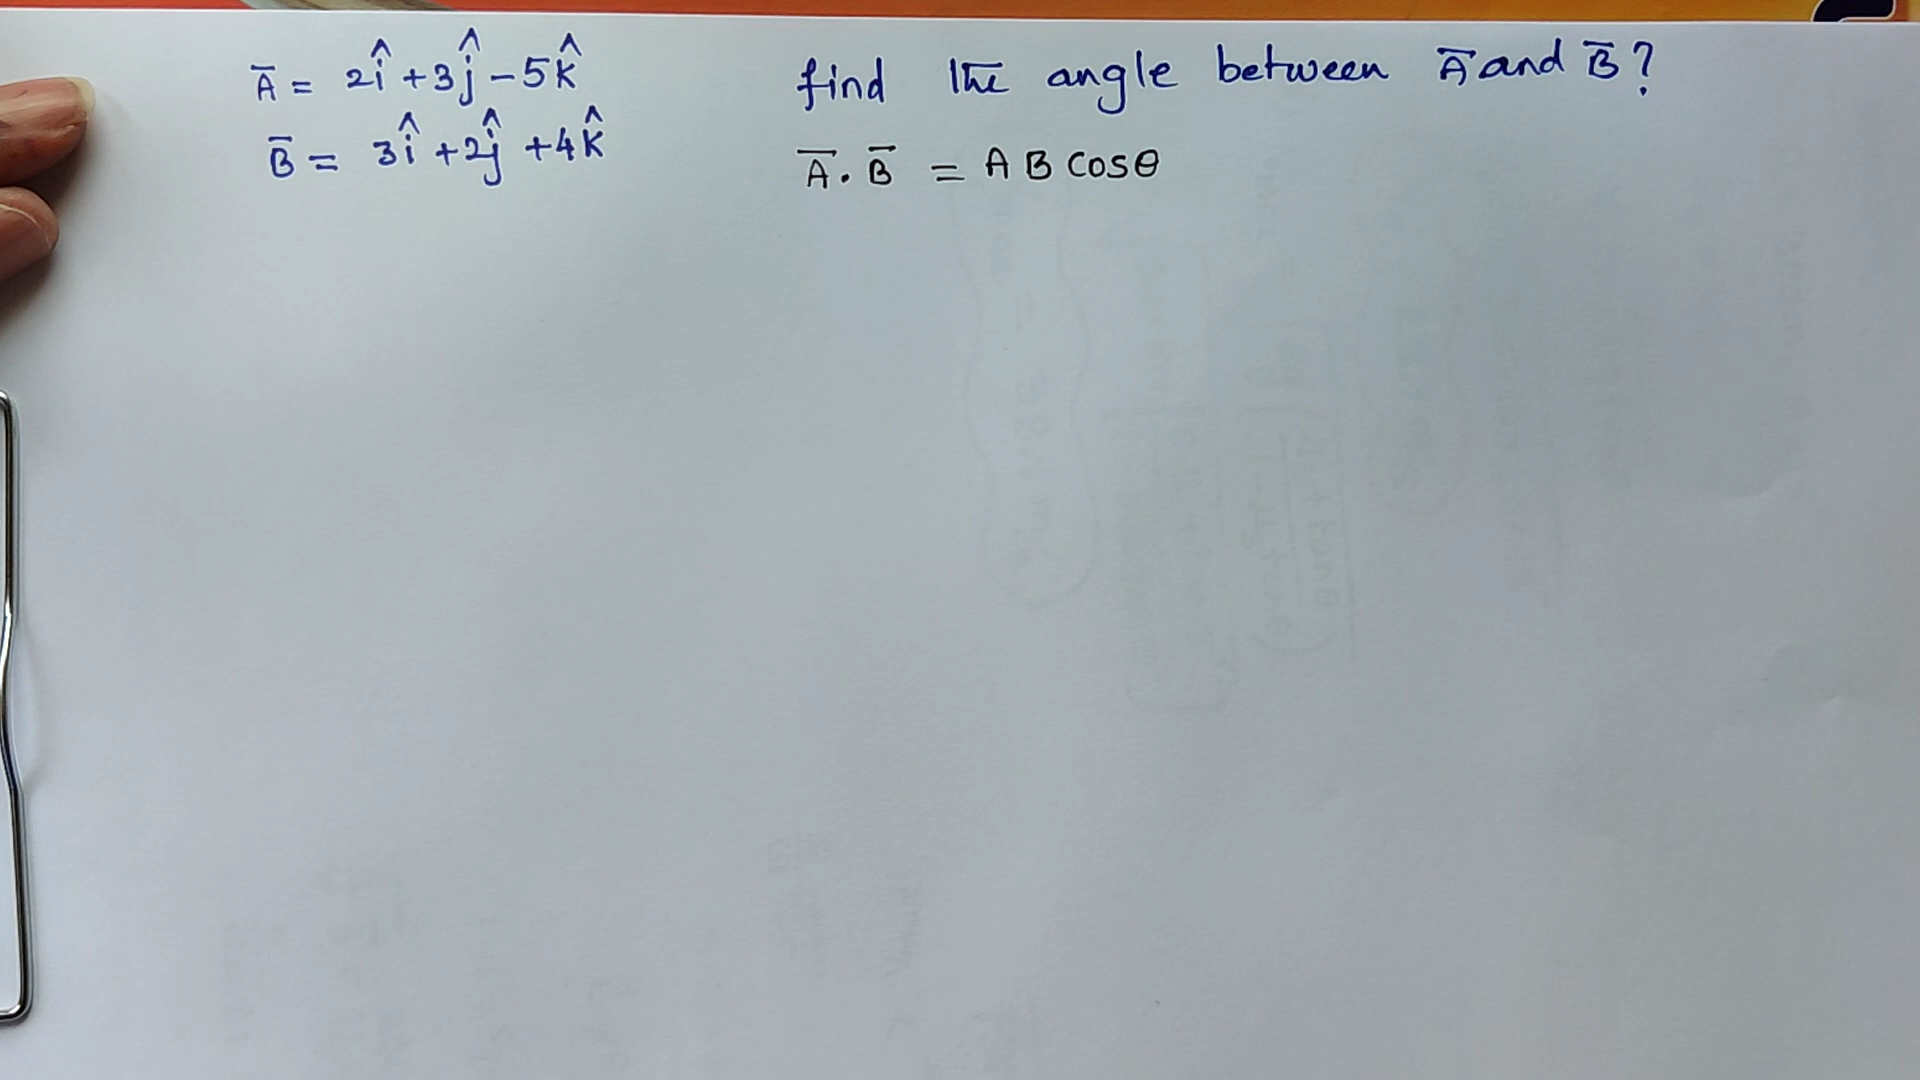 A̅ = 2î + 3ĵ - 5k̂
B̅ = 3î + 2ĵ + 4k̂
find the angle between A̅ and B̅?
A̅ . B̅ = A B Cosθ